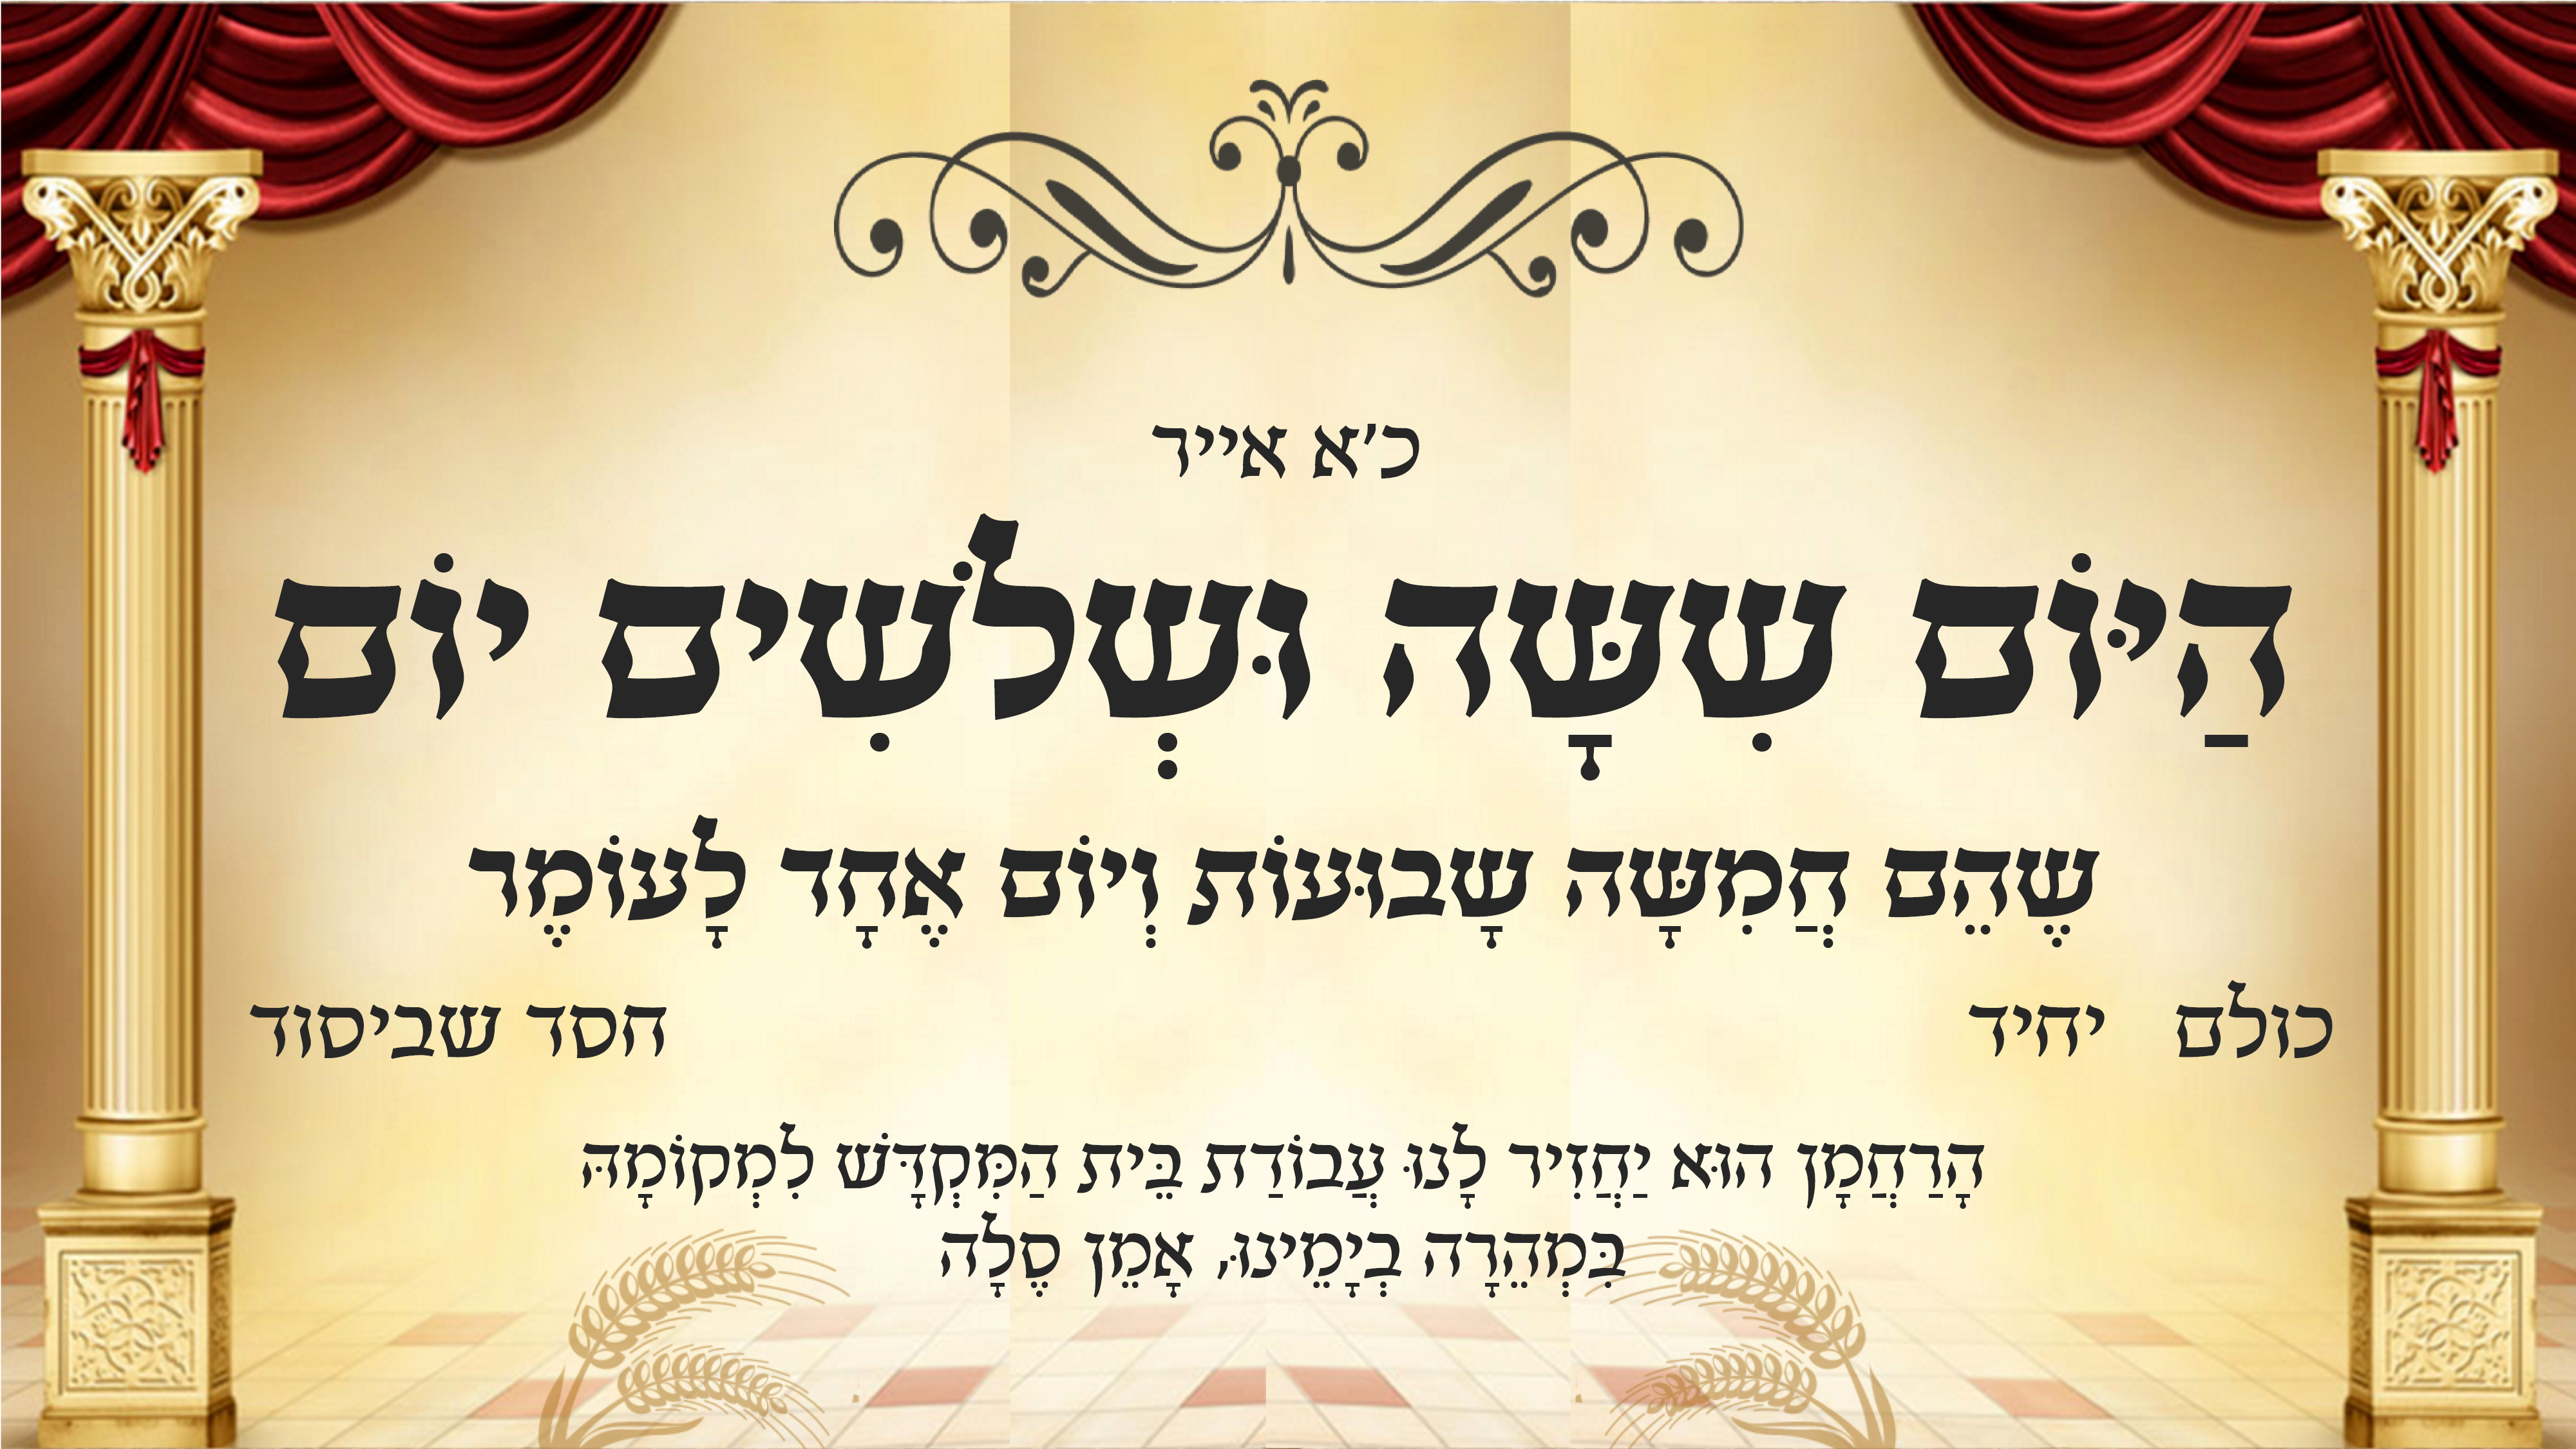 כ'א אייר
הַיּוֹם שִׁשָּׁה וּשְׁלֹשִׁים יוֹם
שֶׁהֵם חֲמִשָּׁה שָׁבוּעוֹת וְיוֹם אֶחָד לָעוֹמֶר
כולם יחיד חסד שביסוד
הָרַחֲמָן הוּא יַחֲזִיר לָנוּ עֲבוֹדַת בֵּית הַמִּקְדָּשׁ לִמְקוֹמָהּ
בִּמְהֵרָה בְיָמֵינוּ, אָמֵן סֶלָה